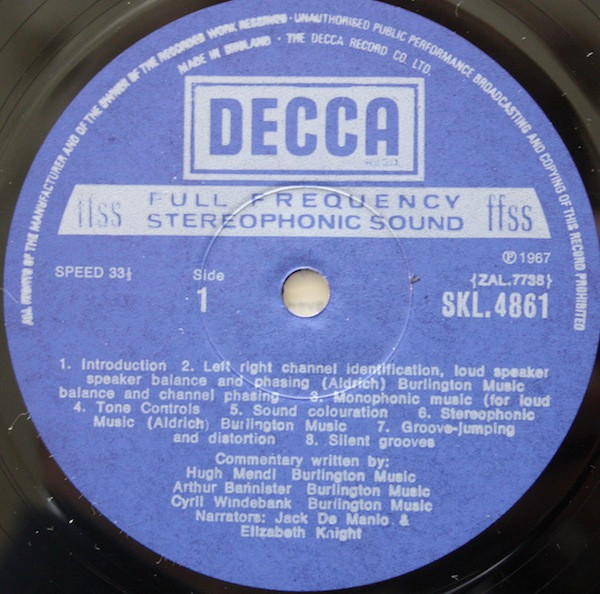 ALL RIGHTS OF THE MANUFACTURER AND OF THE OWNER OF THE RECORDED WORK RESERVED · UNAUTHORISED PUBLIC PERFORMANCE BROADCASTING AND COPYING OF THIS RECORD PROHIBITED
MADE IN ENGLAND · THE DECCA RECORD CO. LTD.
DECCA
ffss FULL FREQUENCY ffss
STEREOPHONIC SOUND
℗ 1967
SPEED 33⅓ Side {ZAL.7738}
1 SKL.4861
1. Introduction 2. Left right channel identification, loud speaker
speaker balance and phasing (Aldrich) Burlington Music
balance and channel phasing 3. Monophonic music (for loud
4. Tone Controls 5. Sound colouration 6. Stereophonic
Music (Aldrich) Burlington Music 7. Groove-jumping
and distortion 8. Silent grooves
Commentary written by:
Hugh Mendl Burlington Music
Arthur Bannister Burlington Music
Cyril Windebank Burlington Music
Narrators: Jack De Manio &
Elizabeth Knight